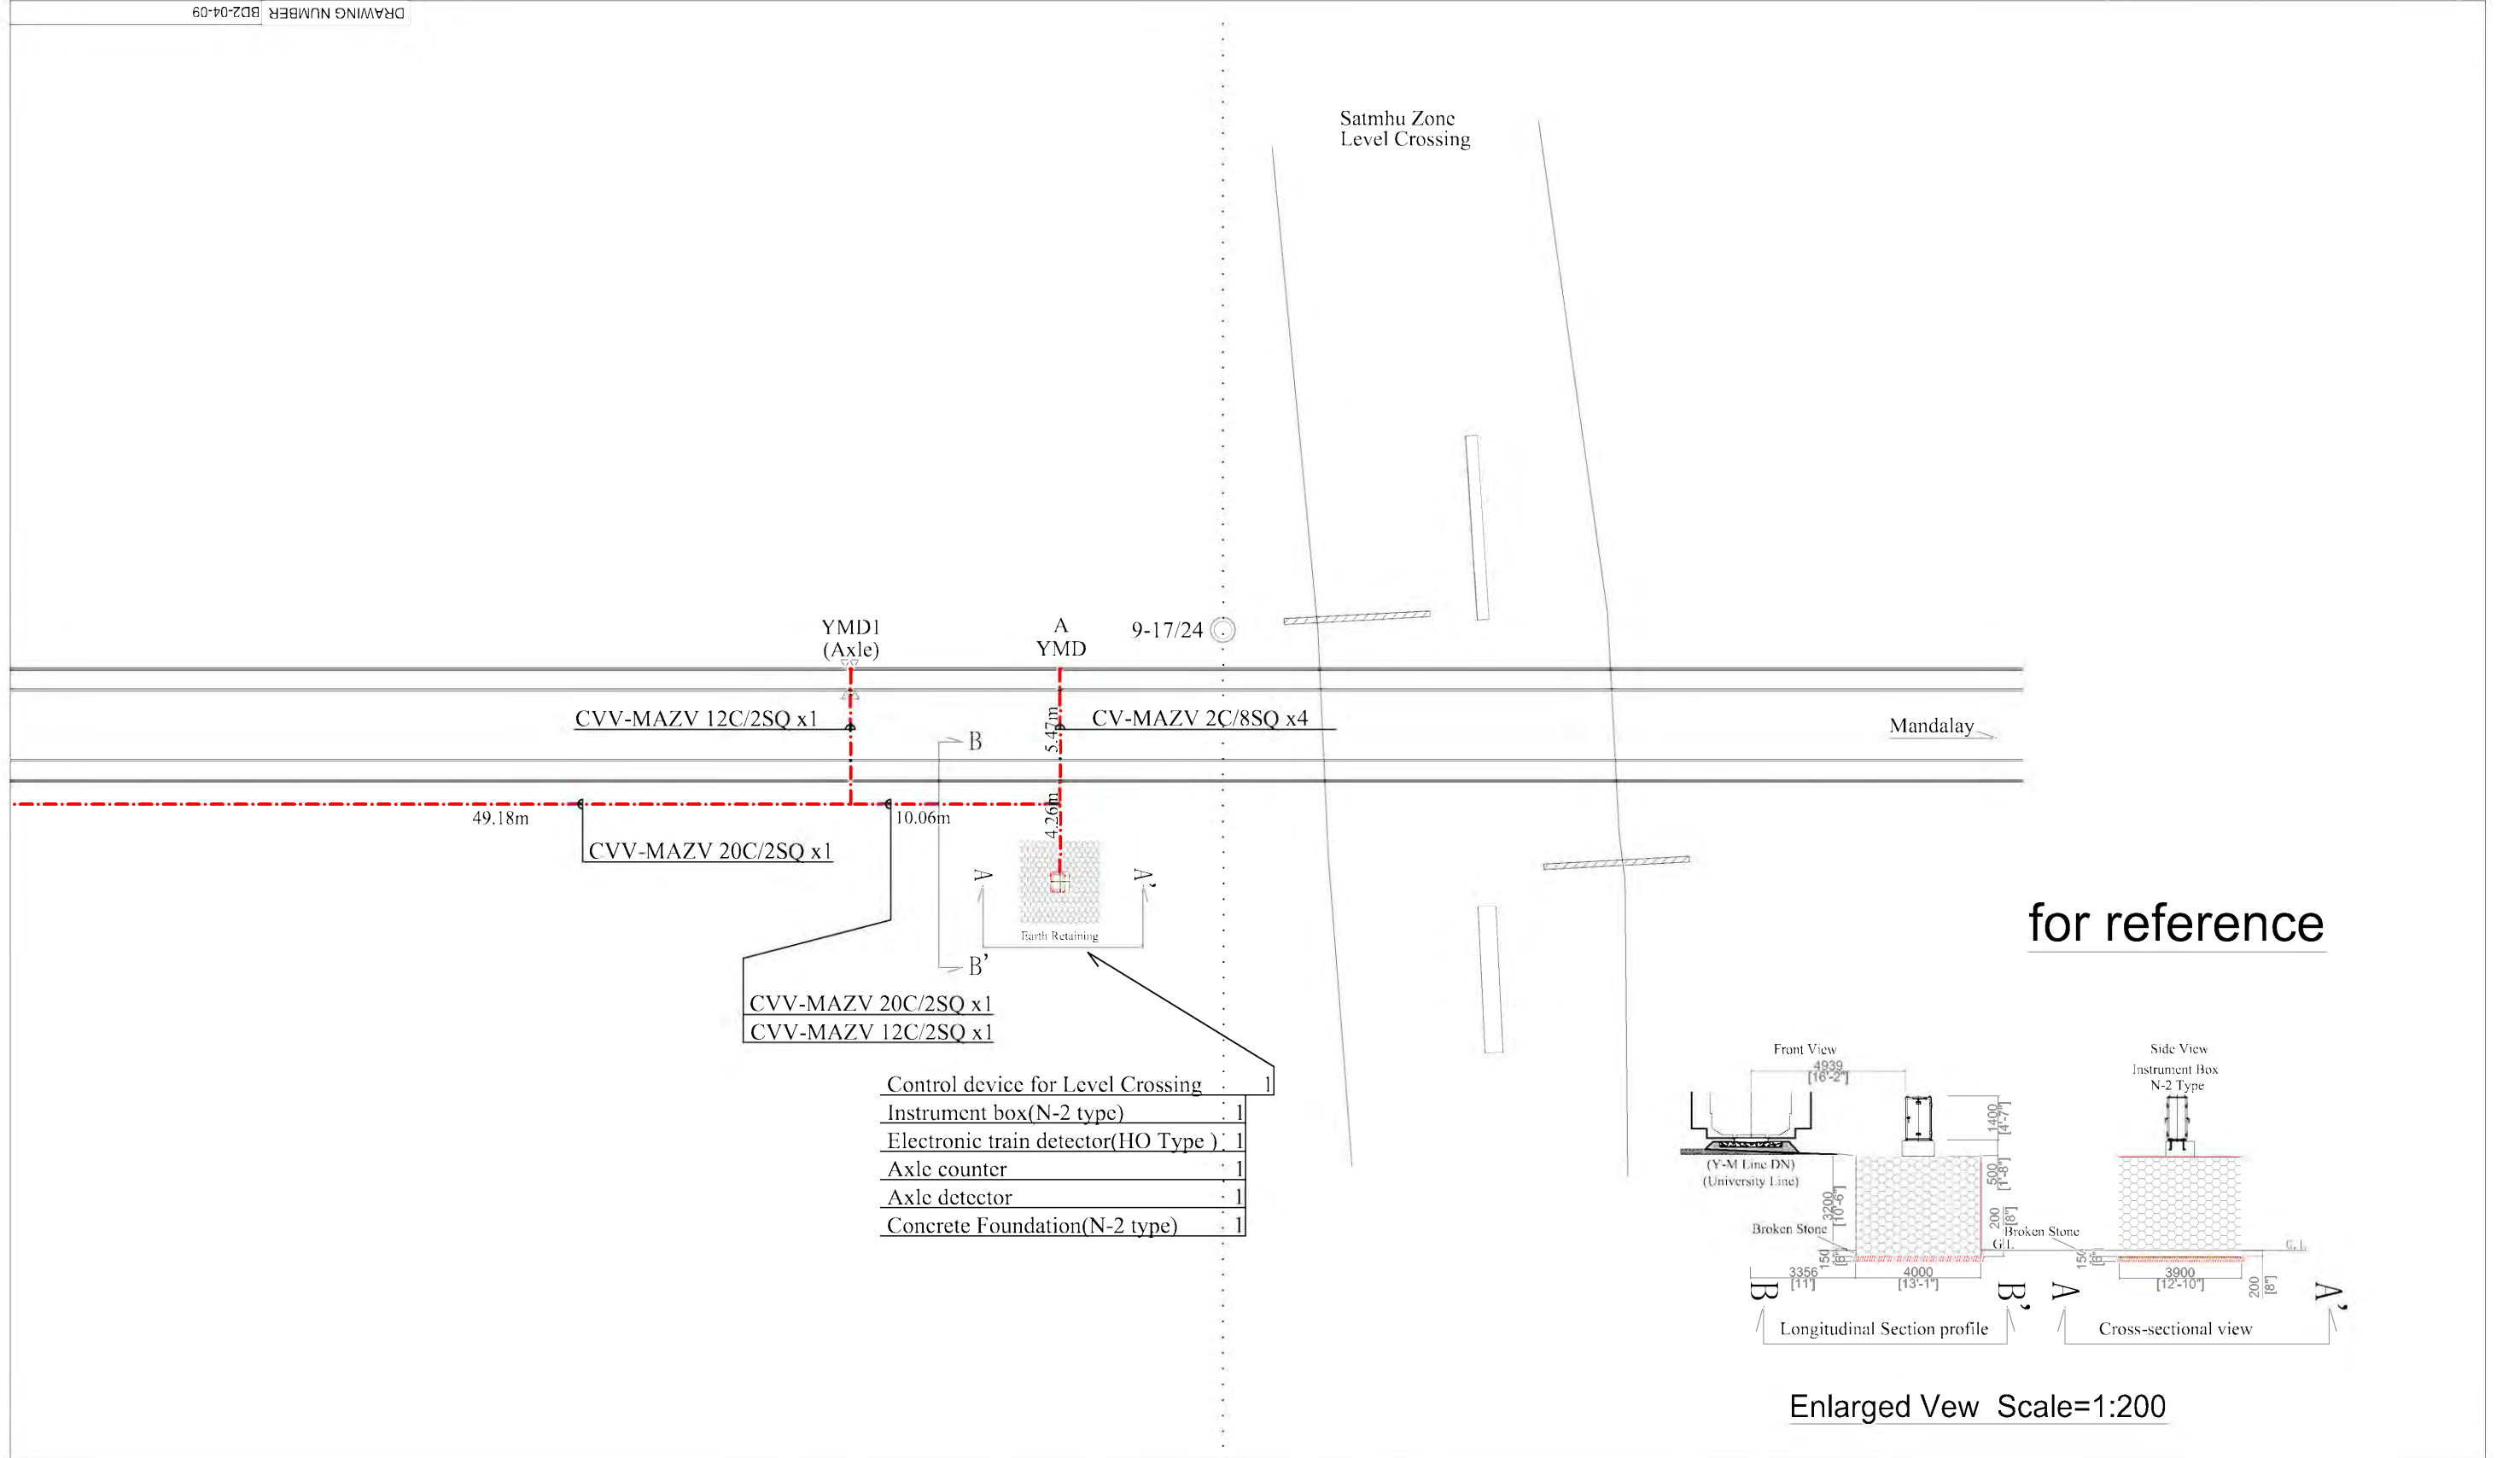 DRAWING NUMBER BD2-04-09
Satmhu Zone
Level Crossing
YMD1
(Axle)
A
YMD
9-17/24
CVV-MAZV 12C/2SQ x1
5.47m
CV-MAZV 2C/8SQ x4
Mandalay
B
49.18m
10.06m
4.26m
CVV-MAZV 20C/2SQ x1
A
A'
Earth Retaining
B'
CVV-MAZV 20C/2SQ x1
CVV-MAZV 12C/2SQ x1
Control device for Level Crossing 1
Instrument box(N-2 type) 1
Electronic train detector(HO Type ) 1
Axle counter 1
Axle detector 1
Concrete Foundation(N-2 type) 1
for reference
Front View
4939
[16'-2"]
1400
[4'-7"]
(Y-M Line DN)
(University Line)
500
[1'-8"]
3200
[10'-6"]
200
[8"]
Broken Stone
G.L
150
[6"]
3356
[11']
4000
[13'-1"]
B
B'
Longitudinal Section profile
Side View
Instrument Box
N-2 Type
Broken Stone
G.L
150
[6"]
3900
[12'-10"]
200
[8"]
A
A'
Cross-sectional view
Enlarged Vew Scale=1:200